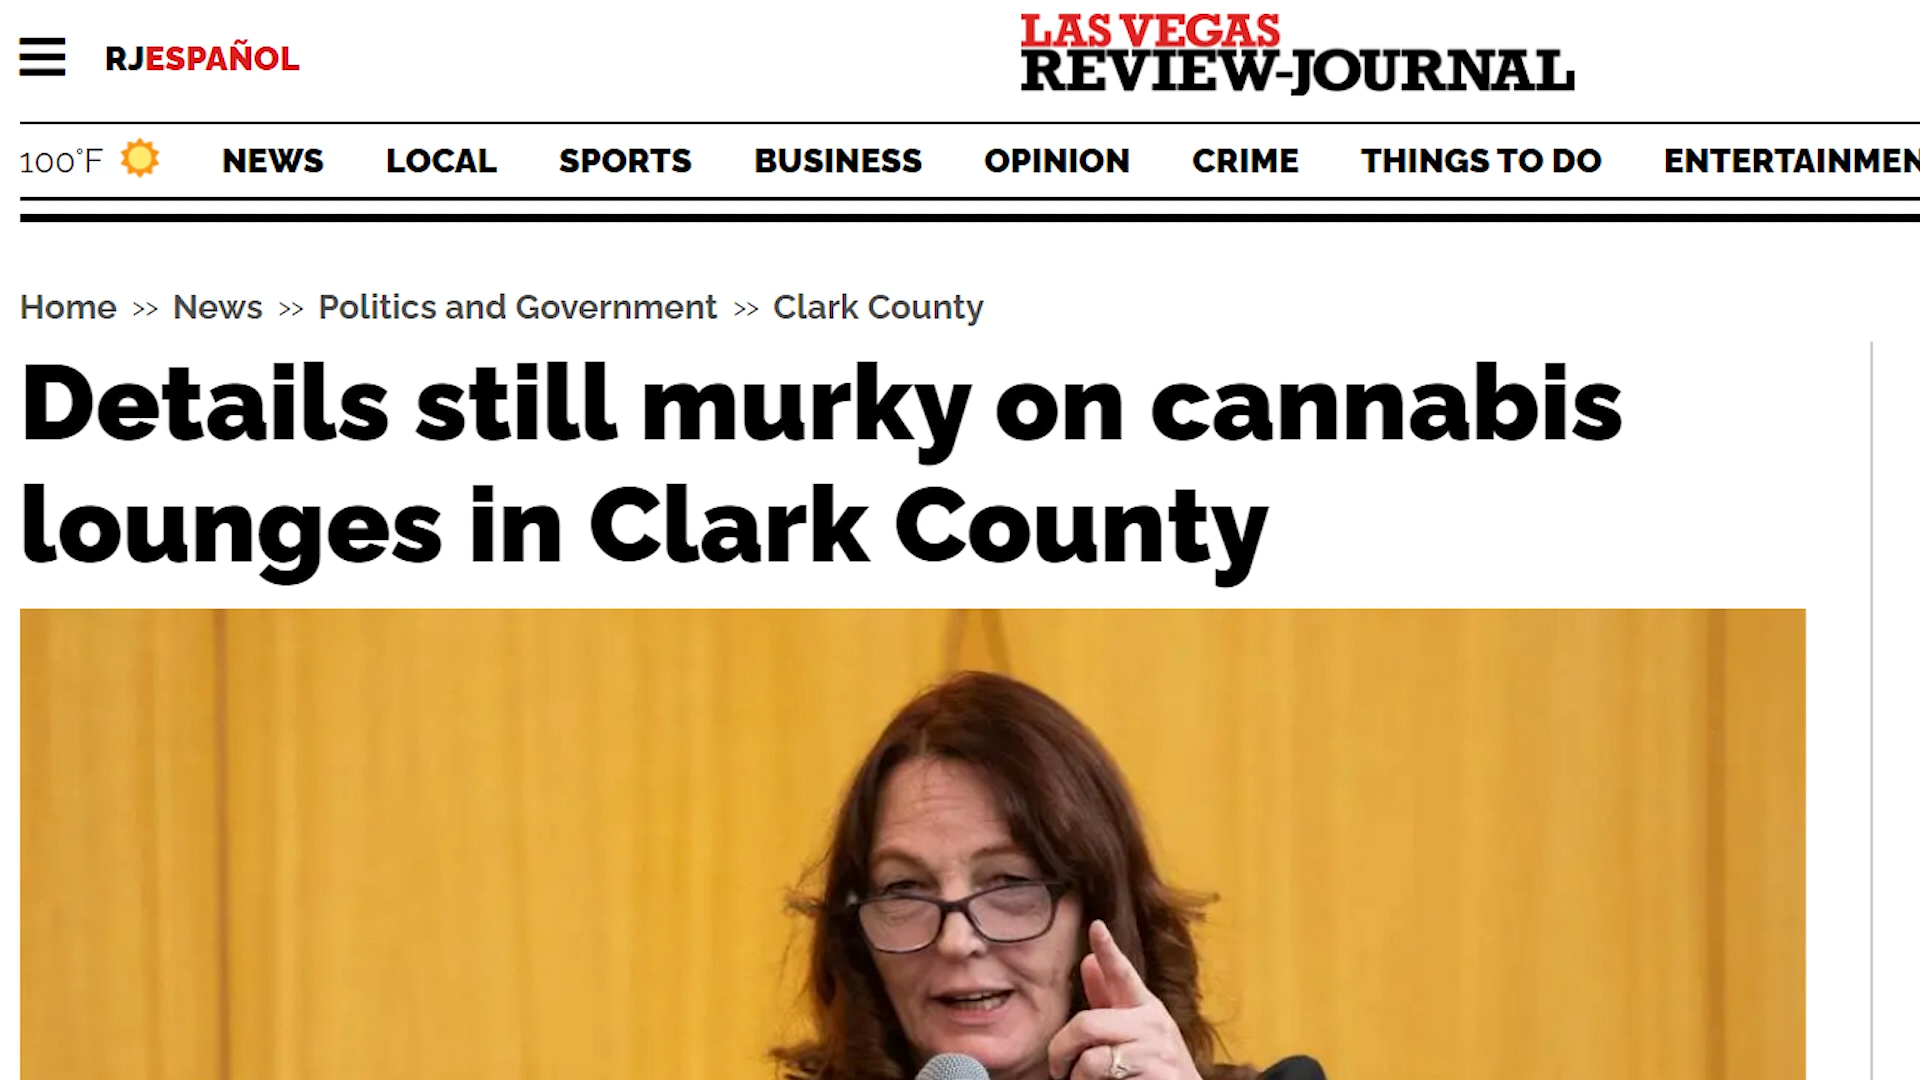 RJESPAÑOL
LAS VEGAS
REVIEW-JOURNAL
100°F NEWS LOCAL SPORTS BUSINESS OPINION CRIME THINGS TO DO ENTERTAINMEN
Home >> News >> Politics and Government >> Clark County
Details still murky on cannabis
lounges in Clark County